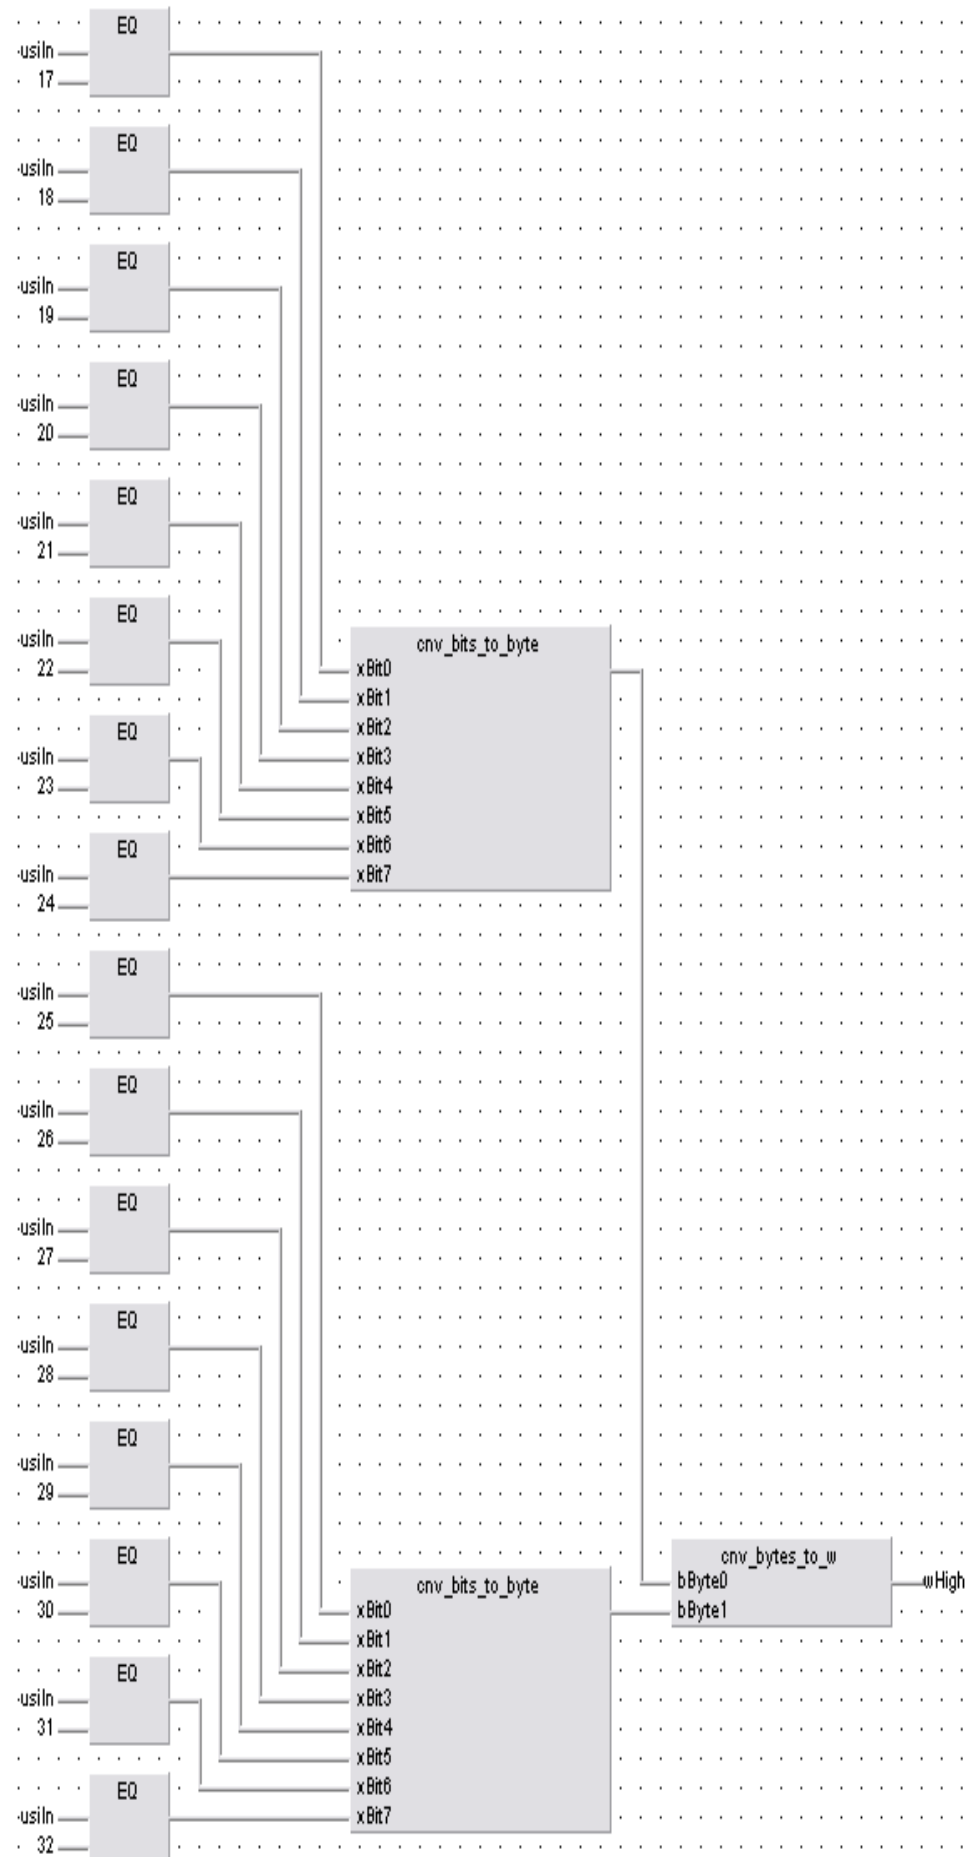 EQ
usiIn
17
EQ
usiIn
18
EQ
usiIn
19
EQ
usiIn
20
EQ
usiIn
21
EQ
usiIn
22
EQ
usiIn
23
EQ
usiIn
24
cnv_bits_to_byte
xBit0
xBit1
xBit2
xBit3
xBit4
xBit5
xBit6
xBit7
EQ
usiIn
25
EQ
usiIn
26
EQ
usiIn
27
EQ
usiIn
28
EQ
usiIn
29
EQ
usiIn
30
EQ
usiIn
31
EQ
usiIn
32
cnv_bits_to_byte
xBit0
xBit1
xBit2
xBit3
xBit4
xBit5
xBit6
xBit7
cnv_bytes_to_w
bByte0
bByte1
wHigh